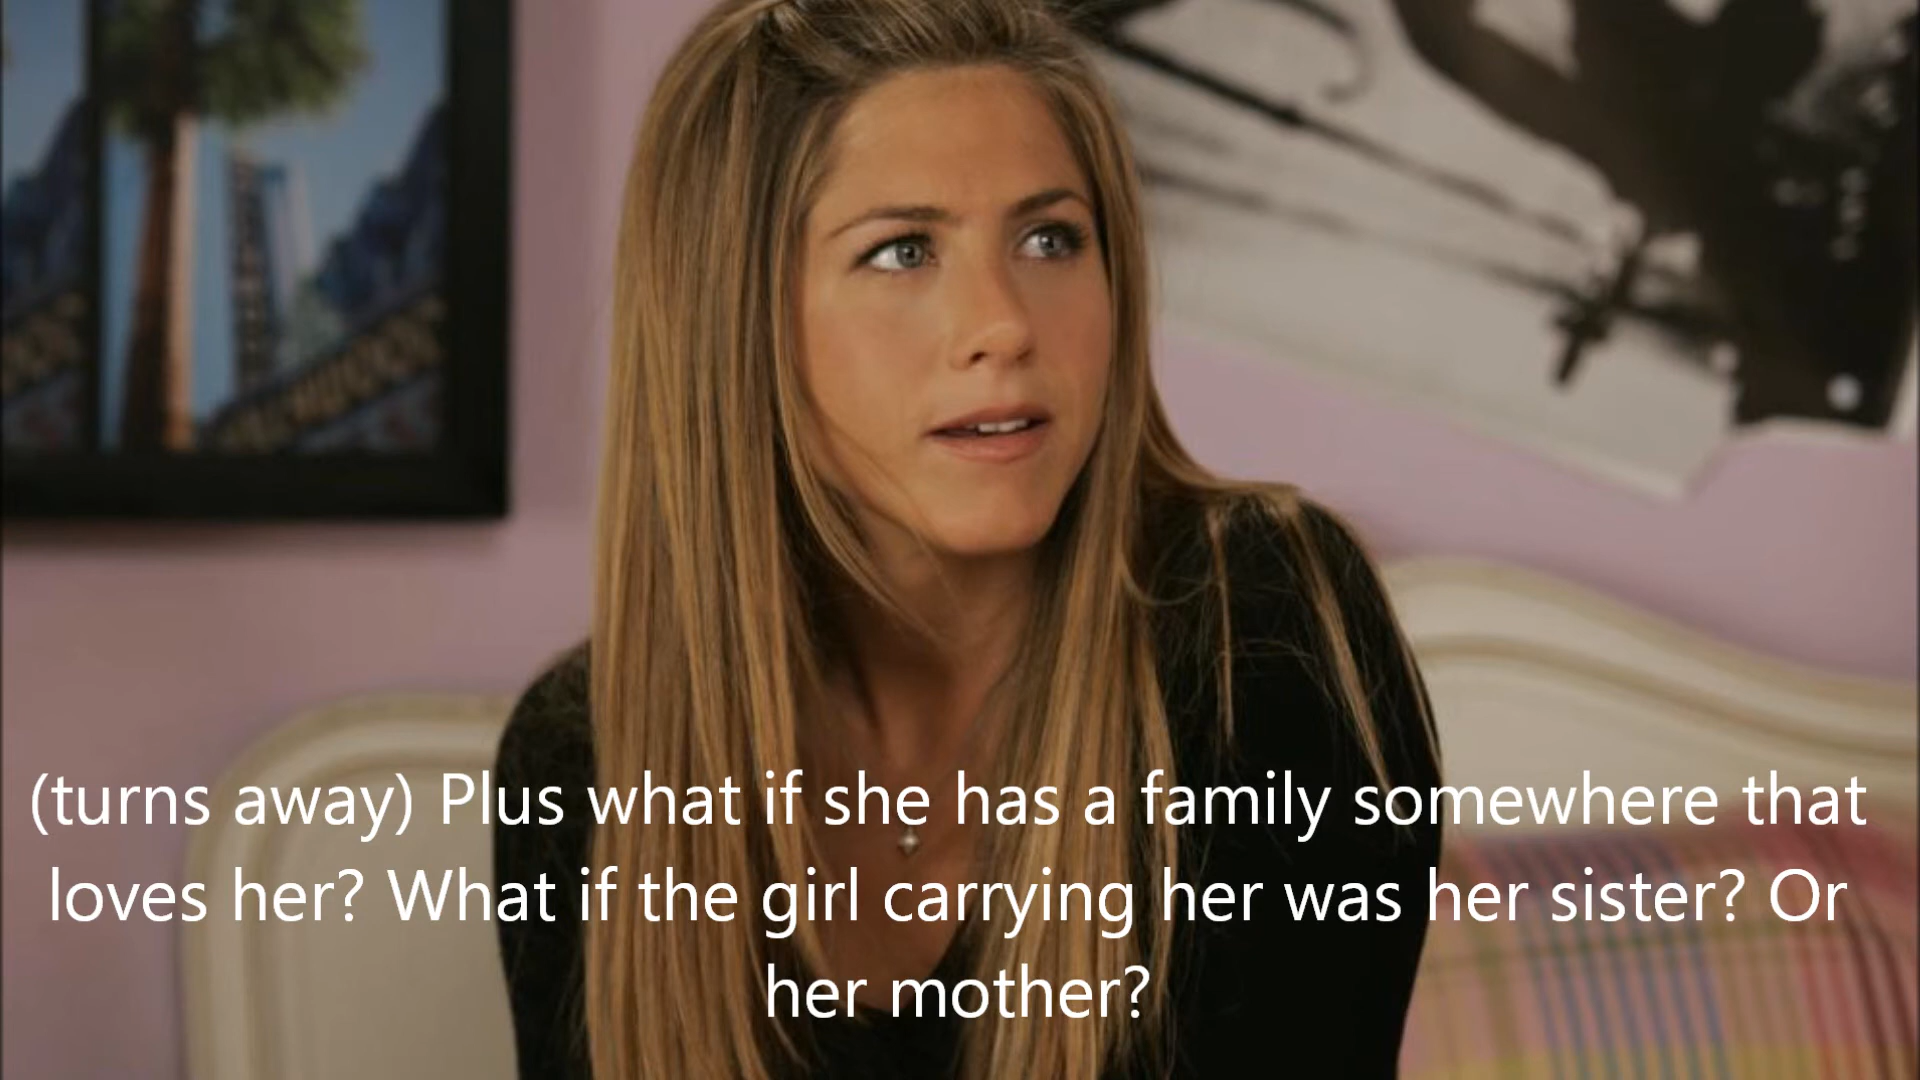 (turns away) Plus what if she has a family somewhere that
loves her? What if the girl carrying her was her sister? Or
her mother?